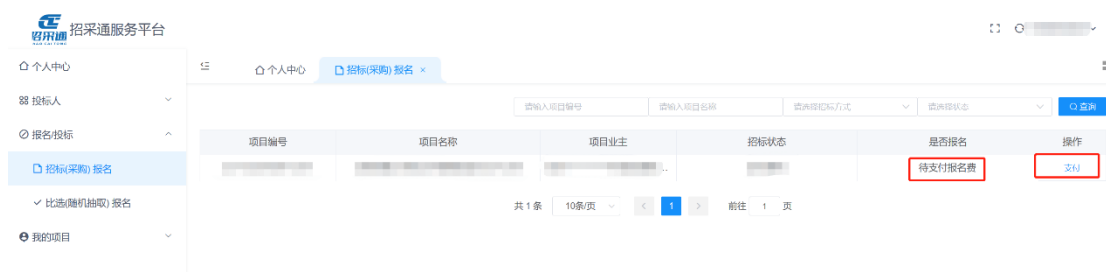 招采通
招采通服务平台
个人中心
投标人
报名/投标
招标(采购) 报名
比选(随机抽取) 报名
我的项目
个人中心
招标(采购) 报名 ×
请输入项目编号
请输入项目名称
请选择招标方式
请选择状态
查询
项目编号 项目名称 项目业主 招标状态 是否报名 操作
.. 待支付报名费 支付
共 1 条 10条/页 < 1 > 前往 1 页